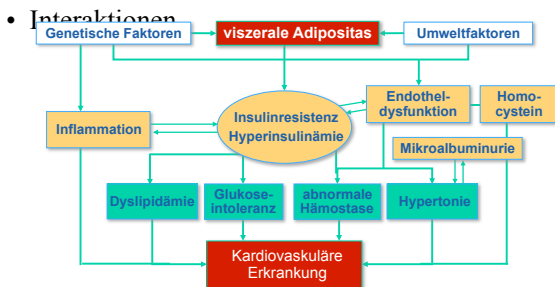 • Interaktionen
Genetische Faktoren
viszerale Adipositas
Umweltfaktoren
Inflammation
Insulinresistenz
Hyperinsulinämie
Endothel-
dysfunktion
Homo-
cystein
Mikroalbuminurie
Dyslipidämie
Glukose-
intoleranz
abnormale
Hämostase
Hypertonie
Kardiovaskuläre
Erkrankung